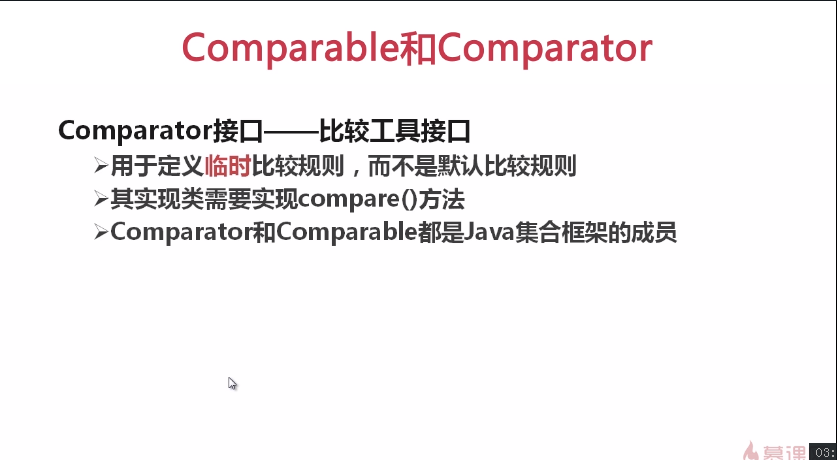 Comparable和Comparator
Comparator接口——比较工具接口
➢用于定义临时比较规则，而不是默认比较规则
➢其实现类需要实现compare()方法
➢Comparator和Comparable都是Java集合框架的成员
慕课
03: